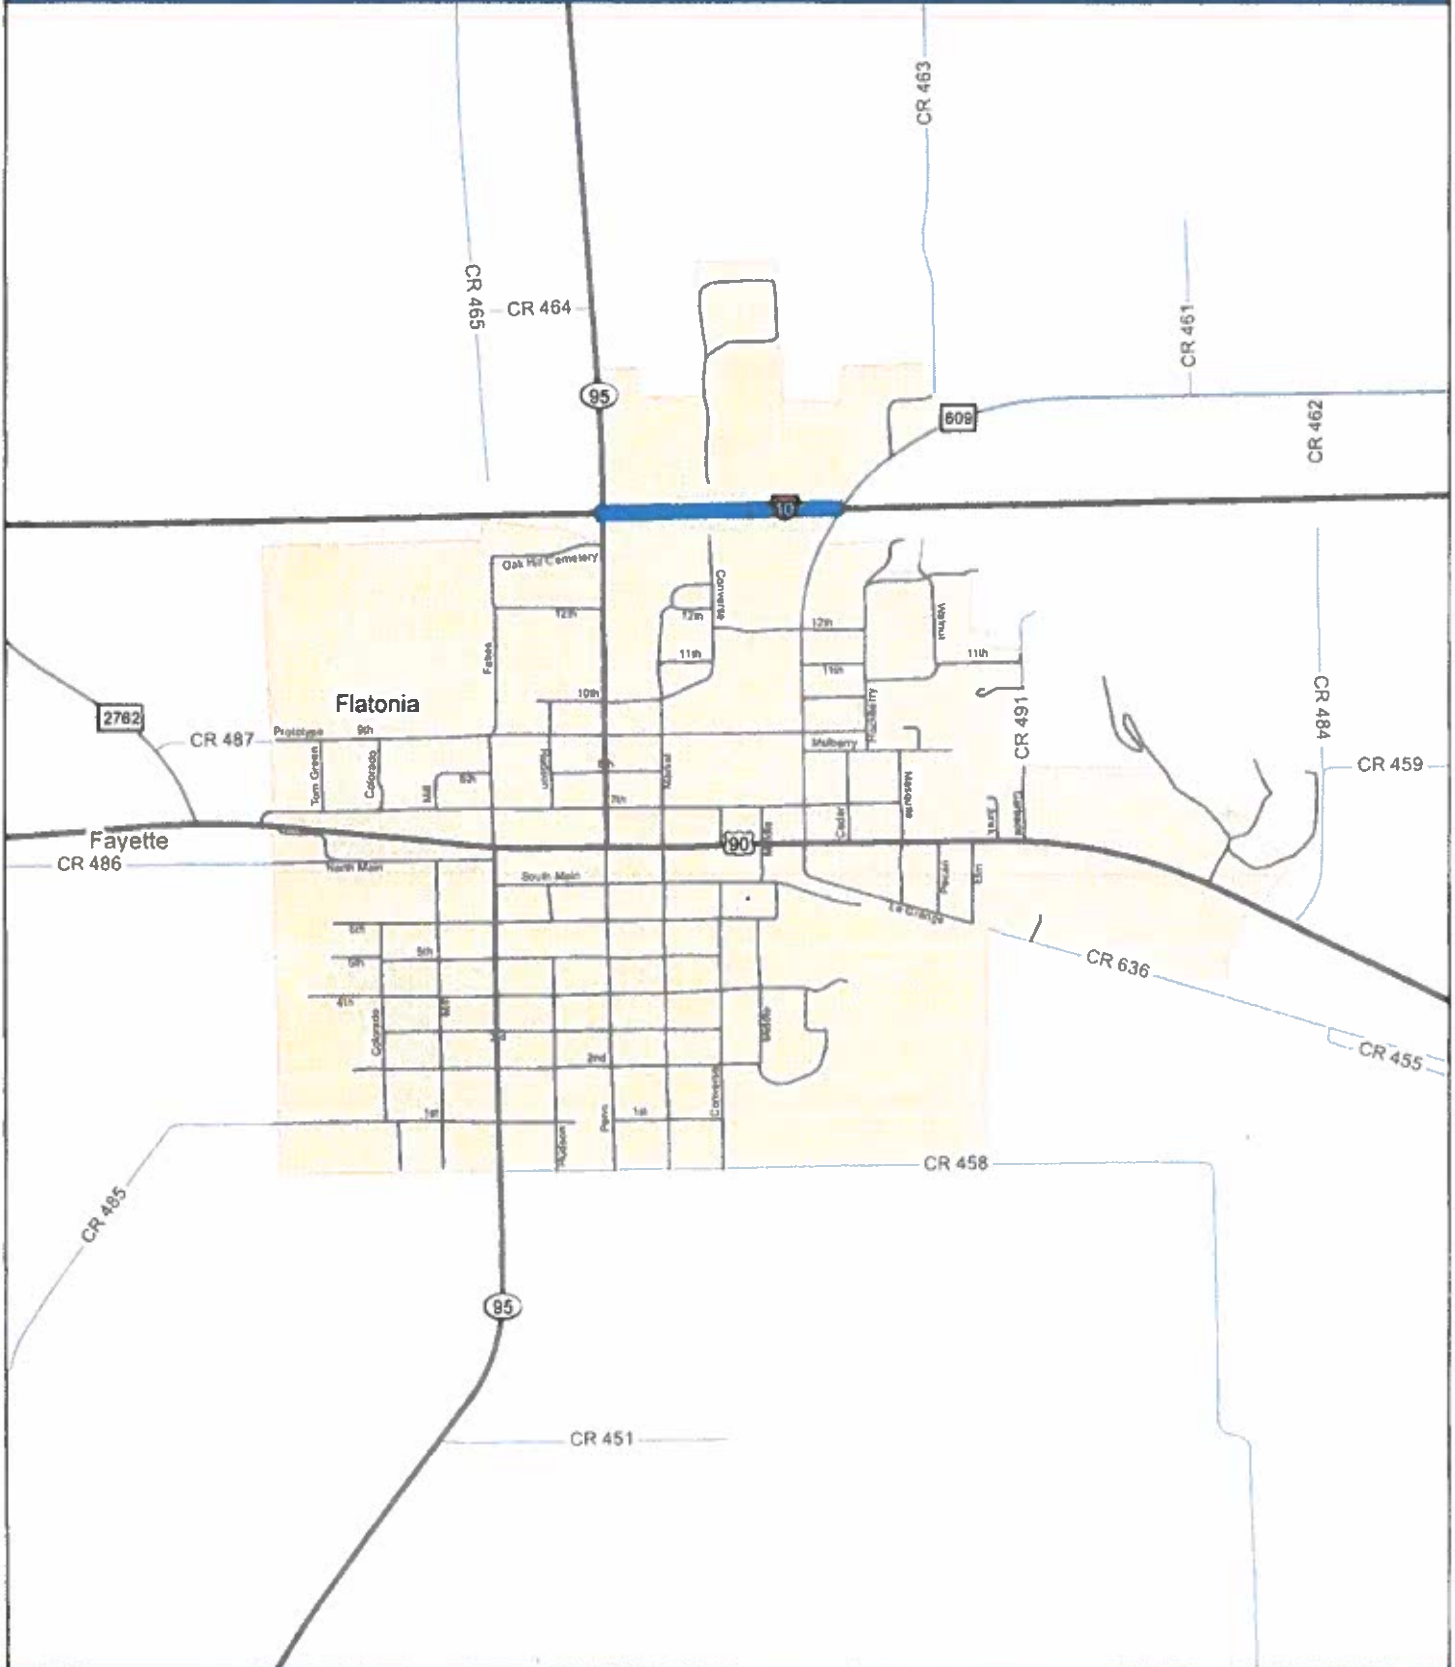 CR 463
CR 465
CR 464
CR 461
95
609
CR 462
10
Oak Hill Cemetery
Converse
12th
12th
12th
Walnut
11th
11th
11th
10th
Flatonia
2762
CR 487
Prototype
9th
CR 484
CR 491
Hackberry
Mulberry
CR 459
Tom Green
Colorado
Mill
Hudson
Market
Mesquite
7th
Cedar
Fayette
CR 486
90
North Main
South Main
Pecan
Elm
La Grange
6th
5th
5th
CR 636
4th
Mill
Colorado
Middle
CR 455
2nd
Converse
1st
Penn
1st
Hudson
CR 458
CR 485
95
CR 451